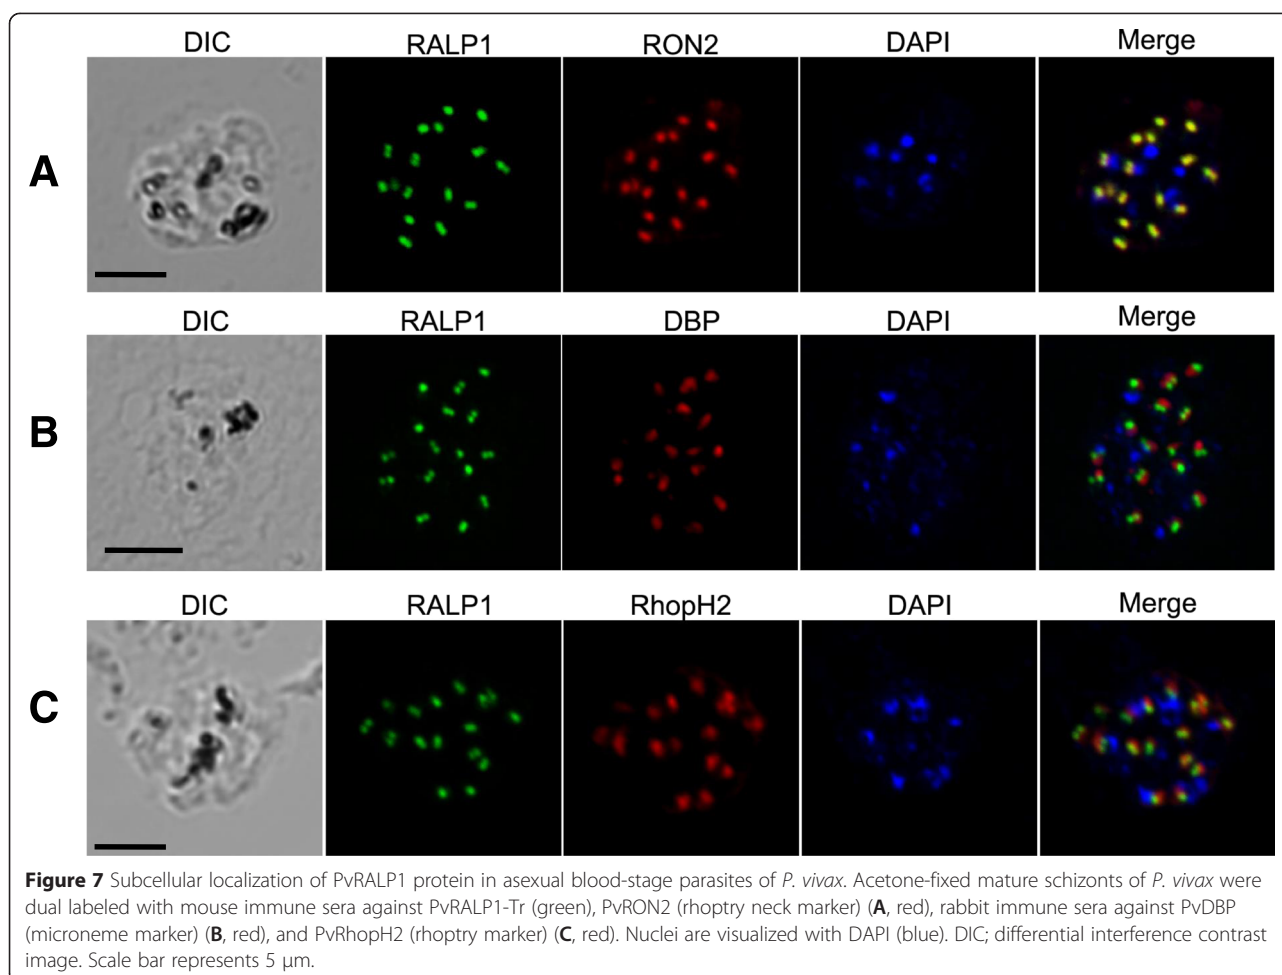 DIC RALP1 RON2 DAPI Merge
A
DIC RALP1 DBP DAPI Merge
B
DIC RALP1 RhopH2 DAPI Merge
C
Figure 7 Subcellular localization of PvRALP1 protein in asexual blood-stage parasites of P. vivax. Acetone-fixed mature schizonts of P. vivax were
dual labeled with mouse immune sera against PvRALP1-Tr (green), PvRON2 (rhoptry neck marker) (A, red), rabbit immune sera against PvDBP
(microneme marker) (B, red), and PvRhopH2 (rhoptry marker) (C, red). Nuclei are visualized with DAPI (blue). DIC; differential interference contrast
image. Scale bar represents 5 μm.